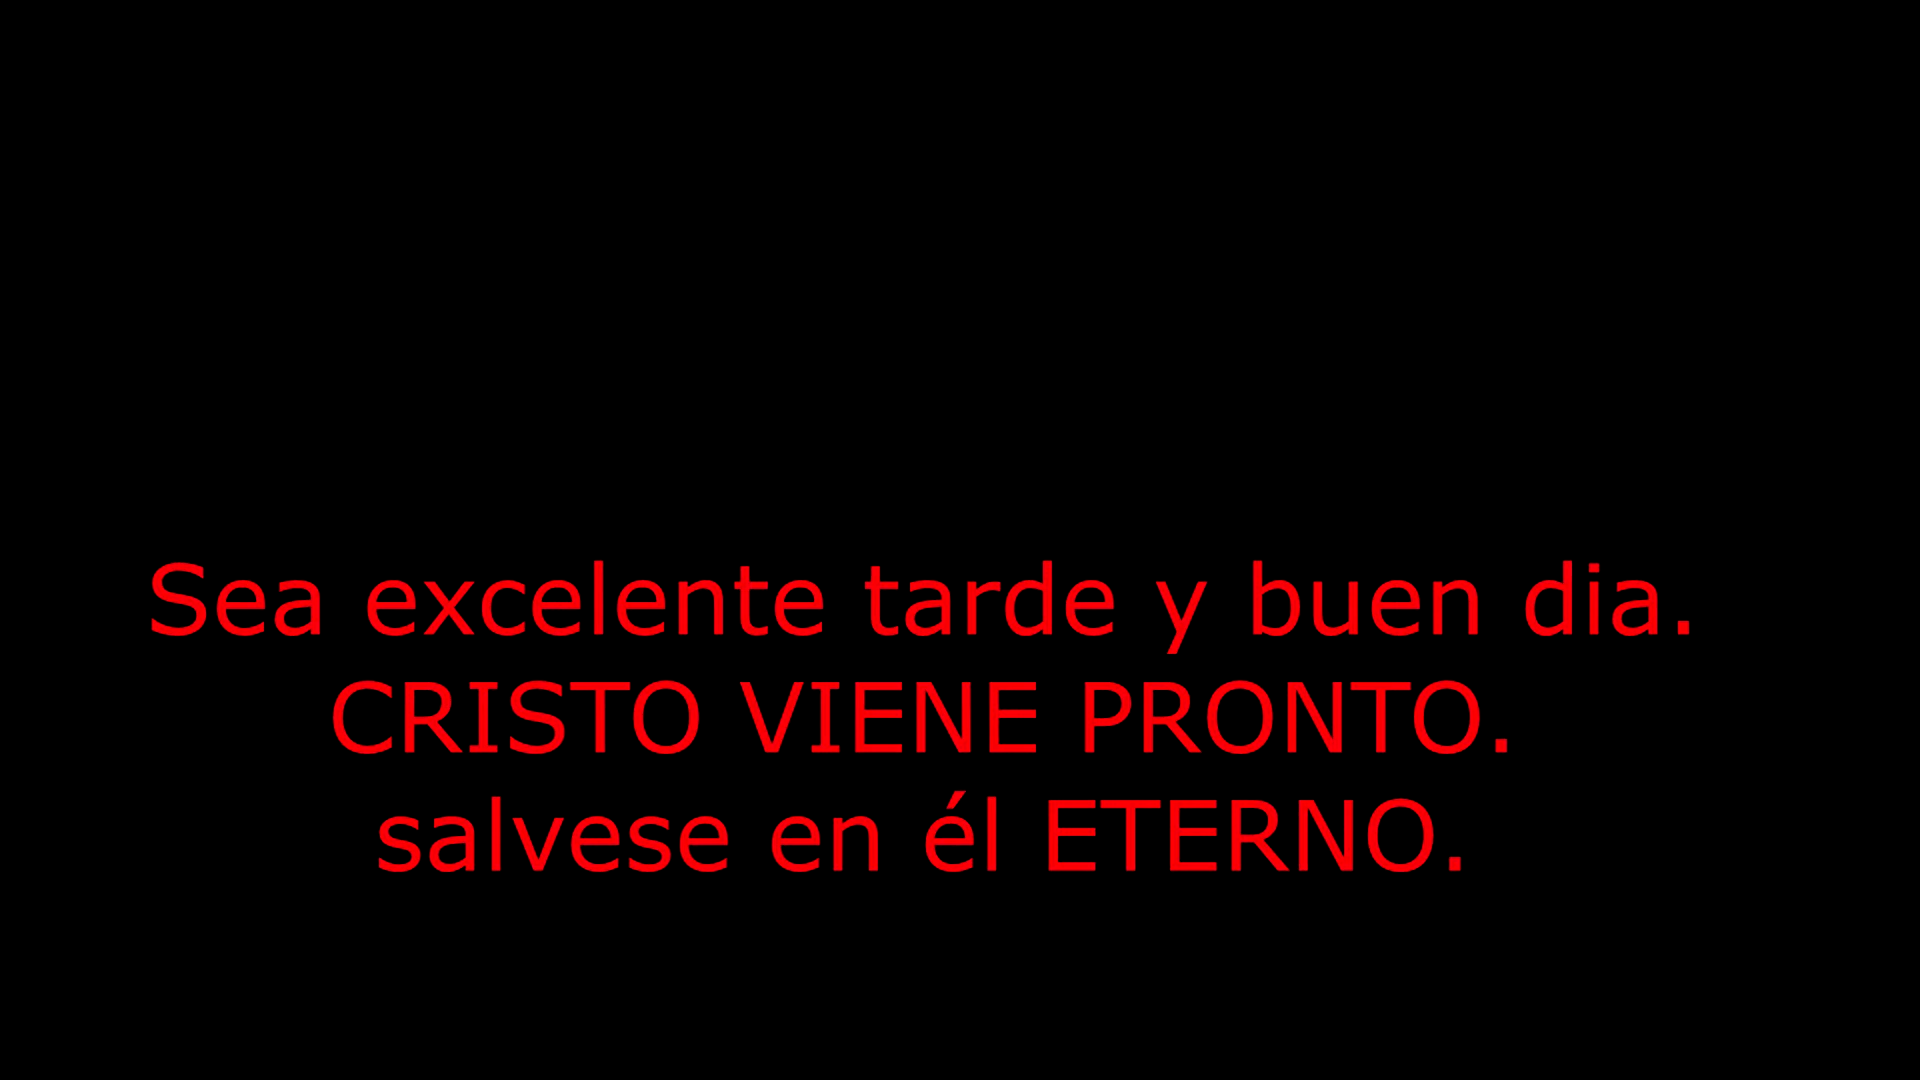 Sea excelente tarde y buen dia.
CRISTO VIENE PRONTO.
salvese en él ETERNO.